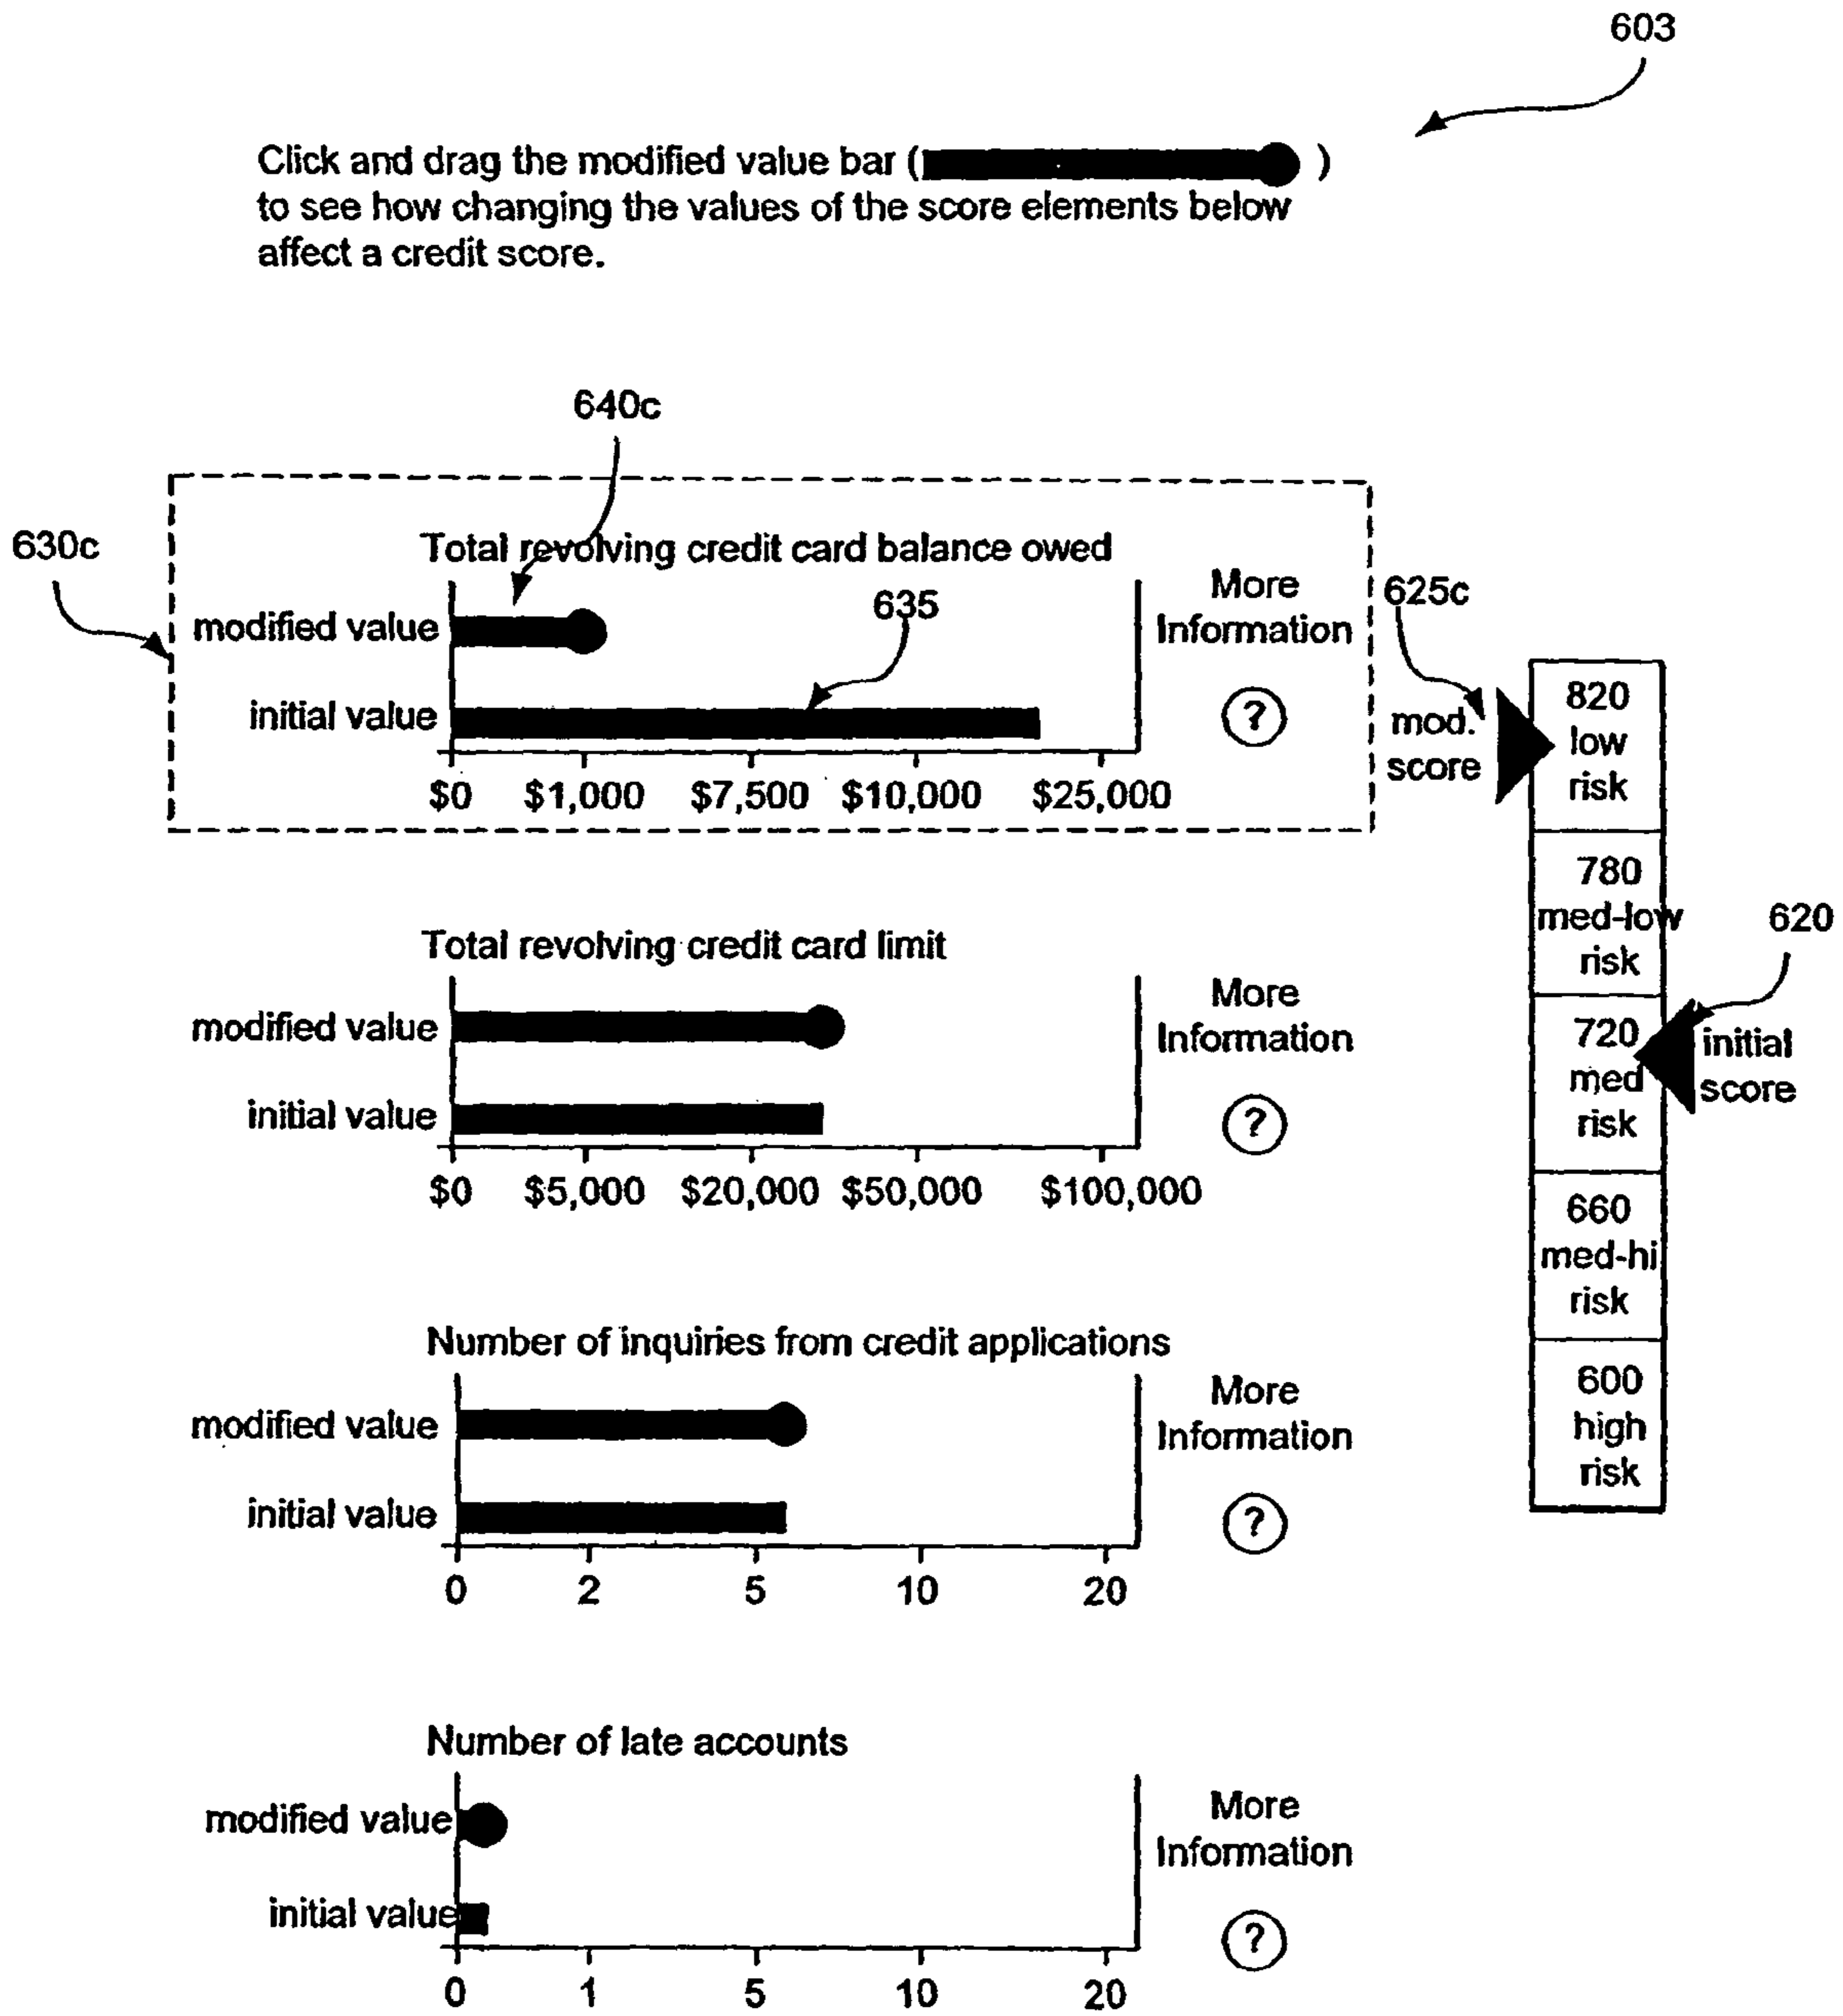 603
Click and drag the modified value bar ( )
to see how changing the values of the score elements below
affect a credit score.
640c
630c
Total revolving credit card balance owed
modified value
635
initial value
$0 $1,000 $7,500 $10,000 $25,000
More
Information
?
625c
mod.
score
820
low
risk
780
med-low
risk
620
720
med
risk
initial
score
660
med-hi
risk
600
high
risk
Total revolving credit card limit
modified value
initial value
$0 $5,000 $20,000 $50,000 $100,000
More
Information
?
Number of inquiries from credit applications
modified value
initial value
0 2 5 10 20
More
Information
?
Number of late accounts
modified value
initial value
0 1 5 10 20
More
Information
?